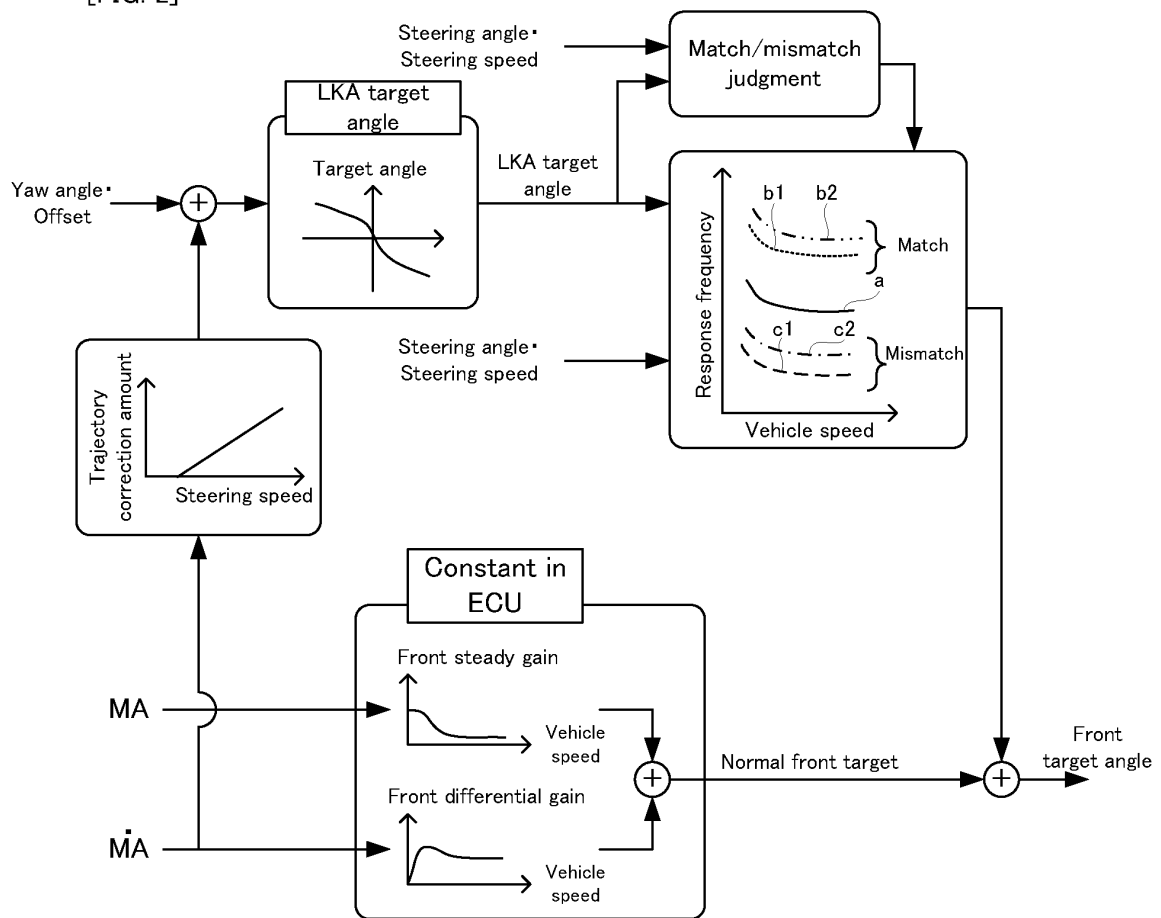 [FIG. 2]
Steering angle・
Steering speed
Match/mismatch
judgment
LKA target
angle
Target angle
LKA target
angle
Yaw angle・
Offset
+
Response frequency
b1
b2
Match
a
c1
c2
Mismatch
Vehicle speed
Steering angle・
Steering speed
Trajectory
correction amount
Steering speed
Constant in
ECU
Front steady gain
MA
Vehicle
speed
+
Normal front target
+
Front
target angle
Front differential gain
ṀA
Vehicle
speed